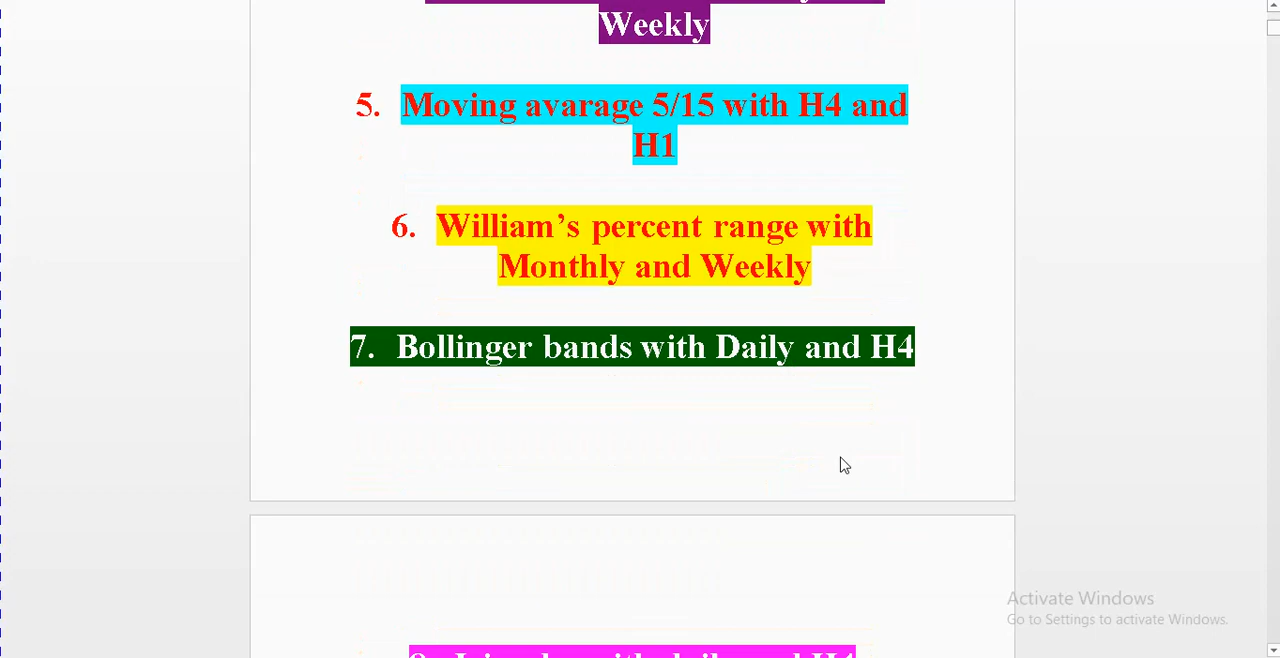 Weekly
5. Moving avarage 5/15 with H4 and
H1
6. William’s percent range with
Monthly and Weekly
7. Bollinger bands with Daily and H4
Activate Windows
Go to Settings to activate Windows.